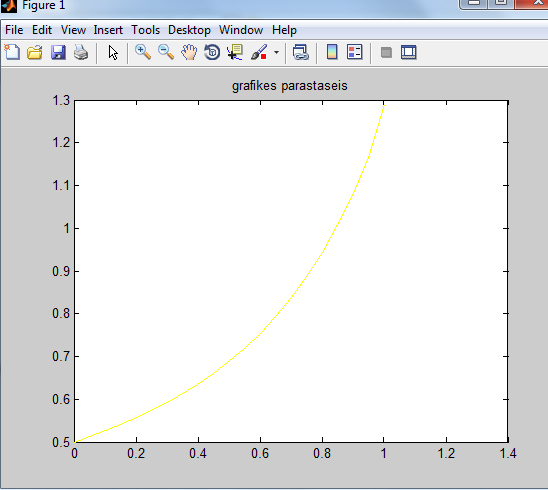 Figure 1
File Edit View Insert Tools Desktop Window Help
grafikes parastaseis
1.3
1.2
1.1
1
0.9
0.8
0.7
0.6
0.5
0 0.2 0.4 0.6 0.8 1 1.2 1.4